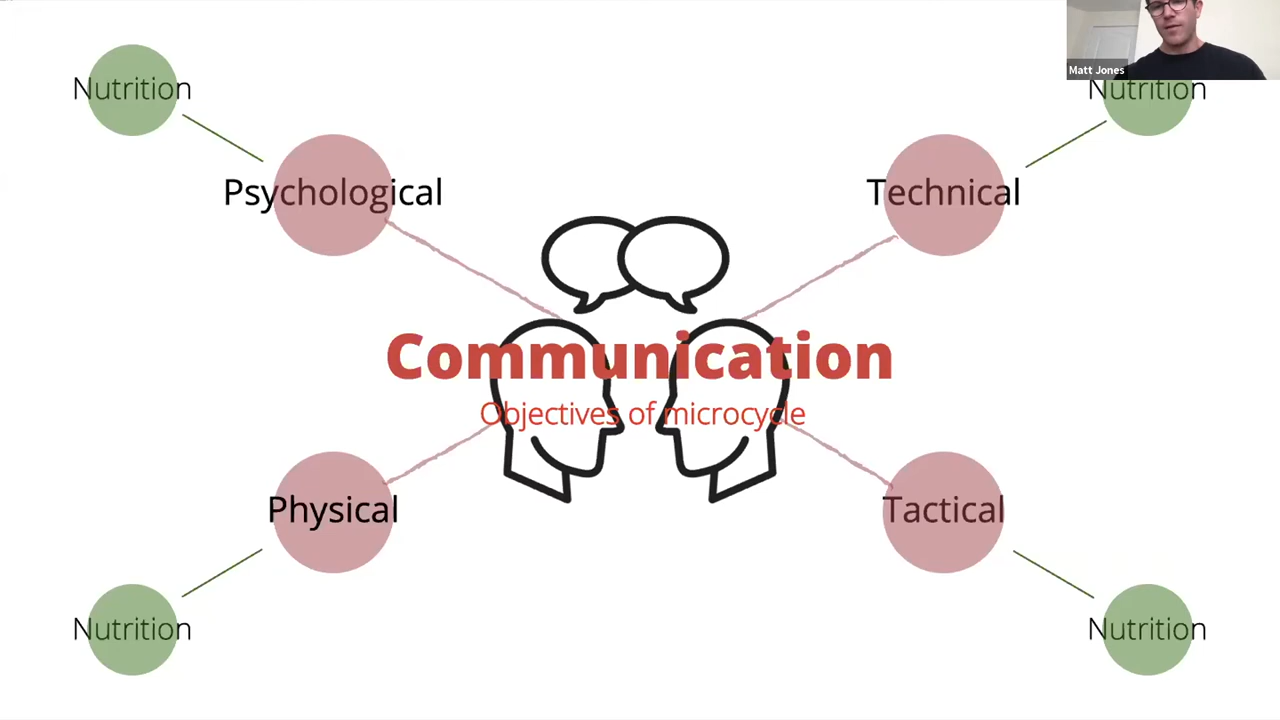 Matt Jones
Nutrition
Nutrition
Psychological
Technical
Communication
Objectives of microcycle
Physical
Tactical
Nutrition
Nutrition